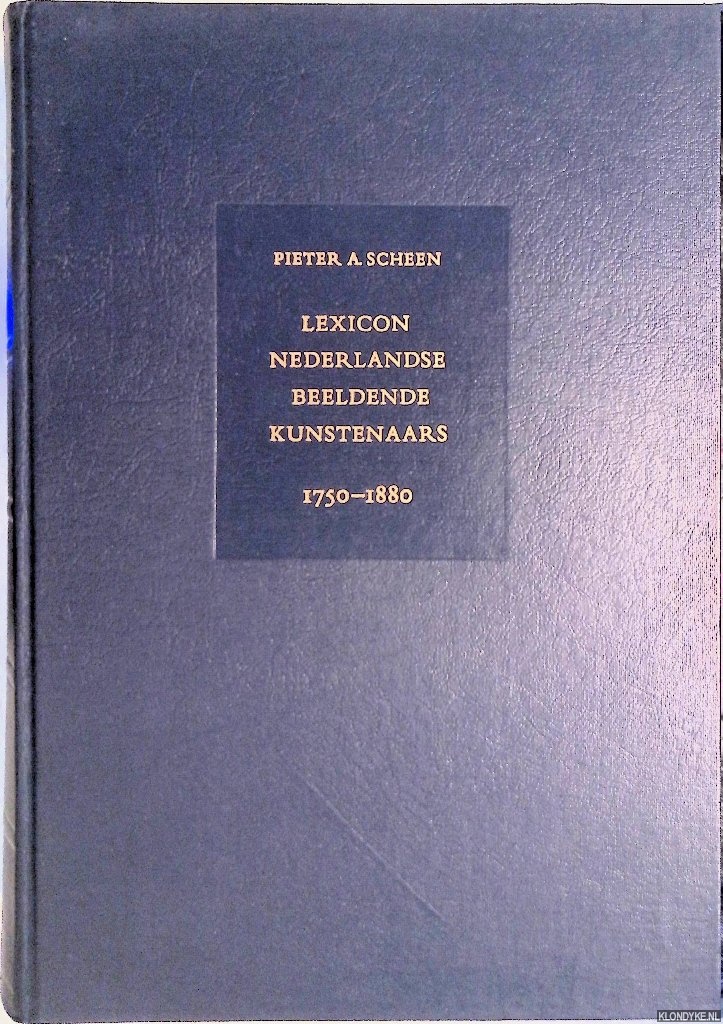 PIETER A. SCHEEN
LEXICON
NEDERLANDSE
BEELDENDE
KUNSTENAARS
1750–1880
KLONDYKE.NL